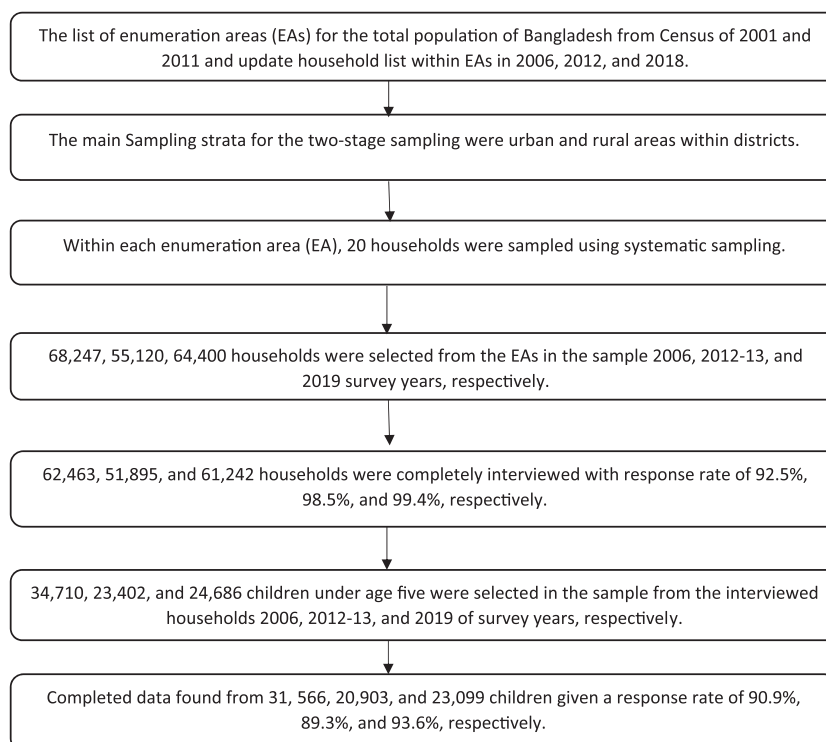 The list of enumeration areas (EAs) for the total population of Bangladesh from Census of 2001 and
2011 and update household list within EAs in 2006, 2012, and 2018.
The main Sampling strata for the two-stage sampling were urban and rural areas within districts.
Within each enumeration area (EA), 20 households were sampled using systematic sampling.
68,247, 55,120, 64,400 households were selected from the EAs in the sample 2006, 2012-13, and
2019 survey years, respectively.
62,463, 51,895, and 61,242 households were completely interviewed with response rate of 92.5%,
98.5%, and 99.4%, respectively.
34,710, 23,402, and 24,686 children under age five were selected in the sample from the interviewed
households 2006, 2012-13, and 2019 of survey years, respectively.
Completed data found from 31, 566, 20,903, and 23,099 children given a response rate of 90.9%,
89.3%, and 93.6%, respectively.